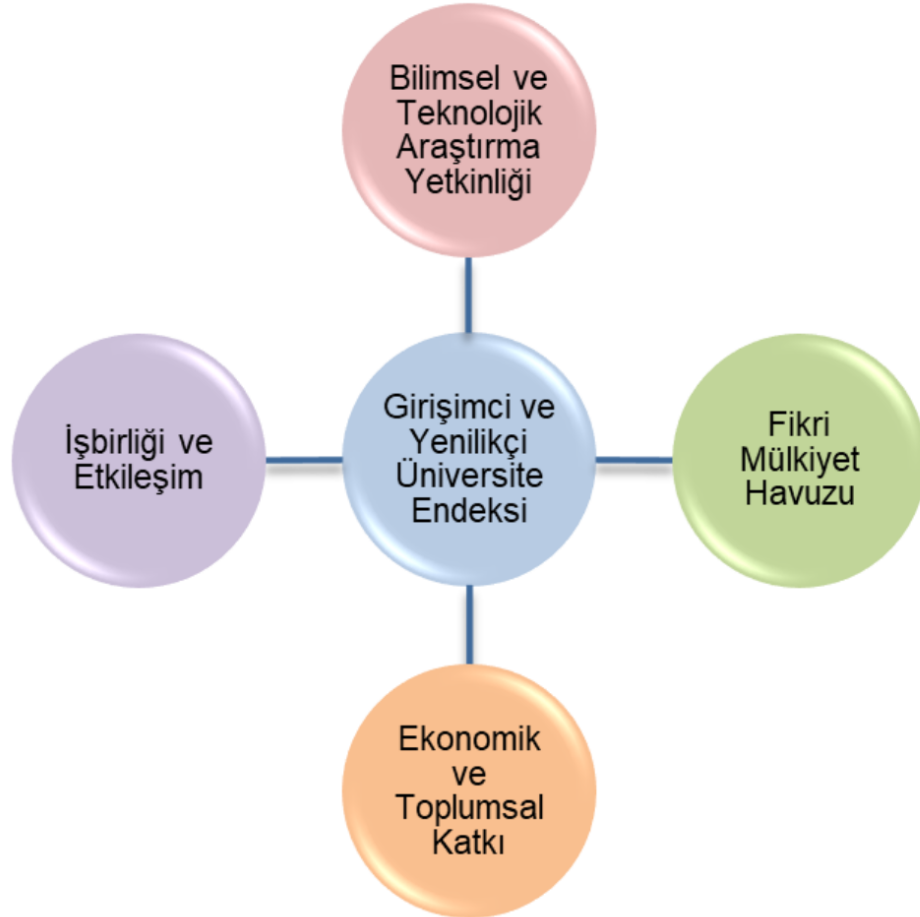 Bilimsel ve
Teknolojik
Araştırma
Yetkinliği
İşbirliği ve
Etkileşim
Girişimci ve
Yenilikçi
Üniversite
Endeksi
Fikri
Mülkiyet
Havuzu
Ekonomik
ve
Toplumsal
Katkı